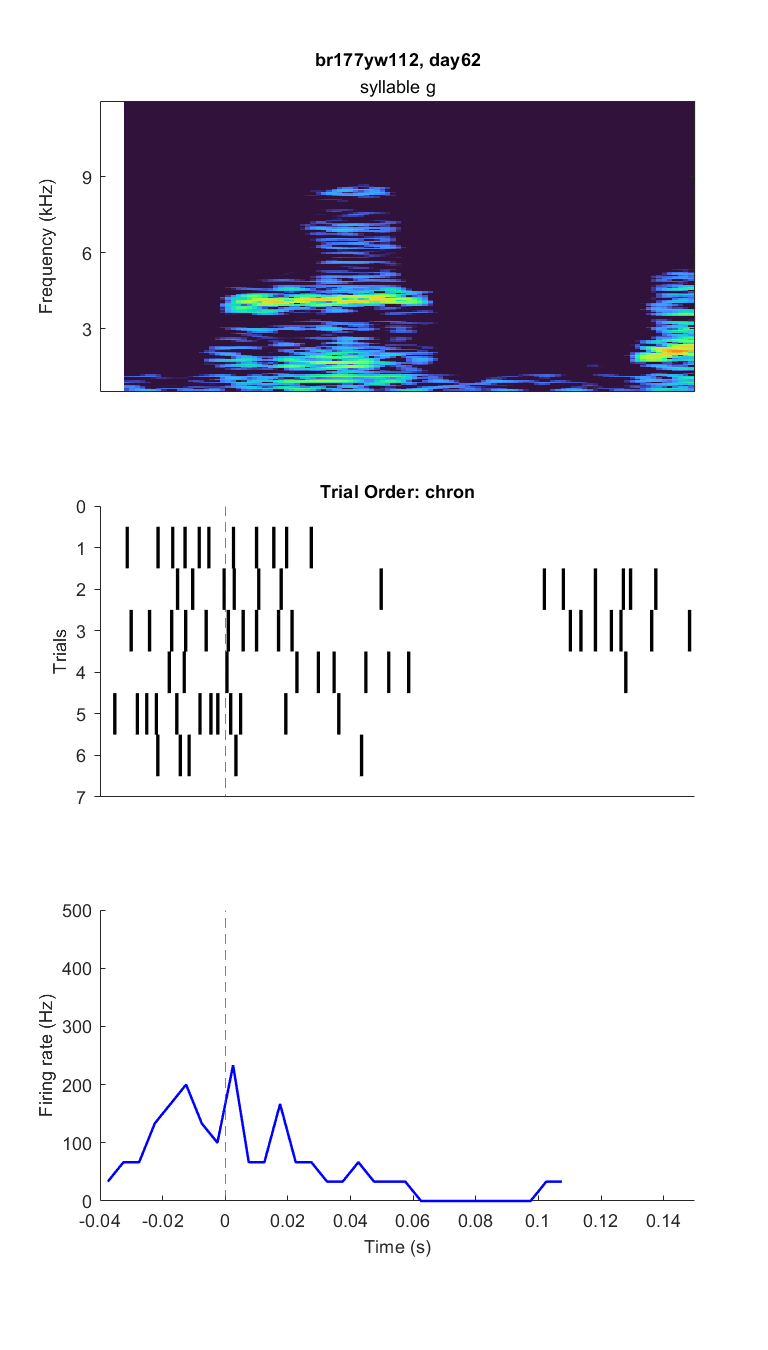 br177yw112, day62
syllable g
Frequency (kHz)
9
6
3
Trial Order: chron
Trials
0
1
2
3
4
5
6
7
Firing rate (Hz)
500
400
300
200
100
0
-0.04 -0.02 0 0.02 0.04 0.06 0.08 0.1 0.12 0.14
Time (s)